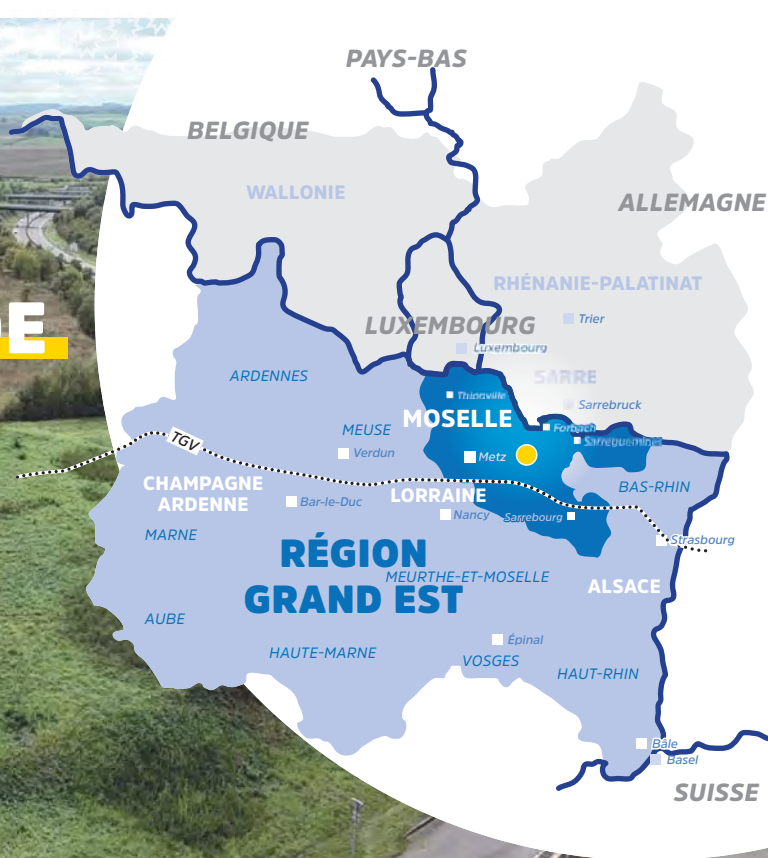 PAYS-BAS
BELGIQUE
WALLONIE
ALLEMAGNE
RHÉNANIE-PALATINAT
E
LUXEMBOURG
Trier
Luxembourg
ARDENNES
SARRE
Thionville
Sarrebruck
MOSELLE
MEUSE
Forbach
TGV
Sarreguemines
Verdun
Metz
CHAMPAGNE
ARDENNE
LORRAINE
BAS-RHIN
Bar-le-Duc
Nancy
Sarrebourg
MARNE
Strasbourg
RÉGION
GRAND EST
MEURTHE-ET-MOSELLE
ALSACE
AUBE
Épinal
HAUTE-MARNE
VOSGES
HAUT-RHIN
Bâle
Basel
SUISSE